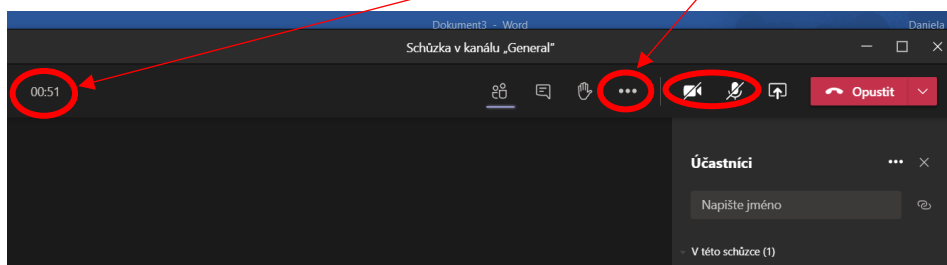 Dokument3 - Word Daniela
Schůzka v kanálu „General"
00:51 Opustit
Účastníci
Napište jméno
V této schůzce (1)